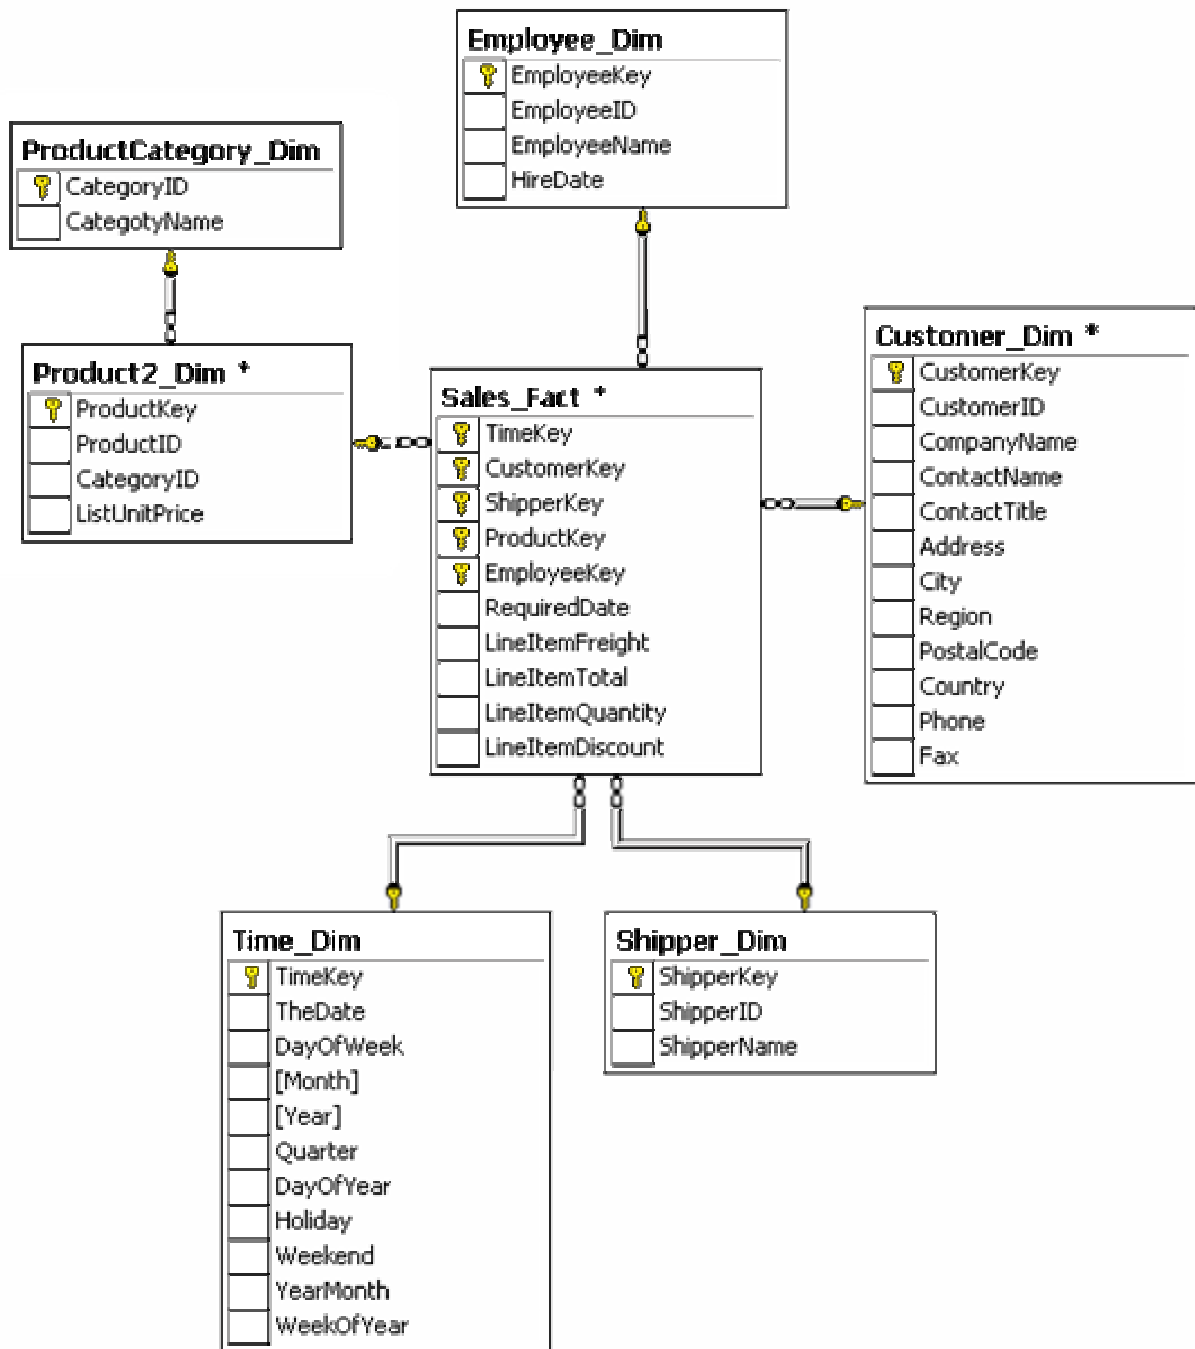 Employee_Dim
EmployeeKey
EmployeeID
EmployeeName
HireDate
ProductCategory_Dim
CategoryID
CategotyName
Product2_Dim *
ProductKey
ProductID
CategoryID
ListUnitPrice
Sales_Fact *
TimeKey
CustomerKey
ShipperKey
ProductKey
EmployeeKey
RequiredDate
LineItemFreight
LineItemTotal
LineItemQuantity
LineItemDiscount
Customer_Dim *
CustomerKey
CustomerID
CompanyName
ContactName
ContactTitle
Address
City
Region
PostalCode
Country
Phone
Fax
Time_Dim
TimeKey
TheDate
DayOfWeek
[Month]
[Year]
Quarter
DayOfYear
Holiday
Weekend
YearMonth
WeekOfYear
Shipper_Dim
ShipperKey
ShipperID
ShipperName